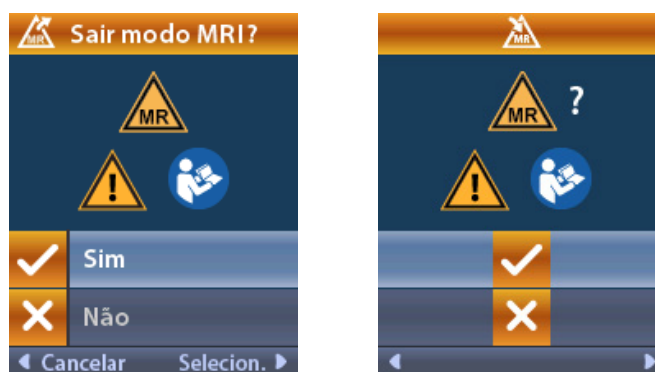 MR Sair modo MRI?
MR
Sim
Não
Cancelar Selecion.
MR
MR ?